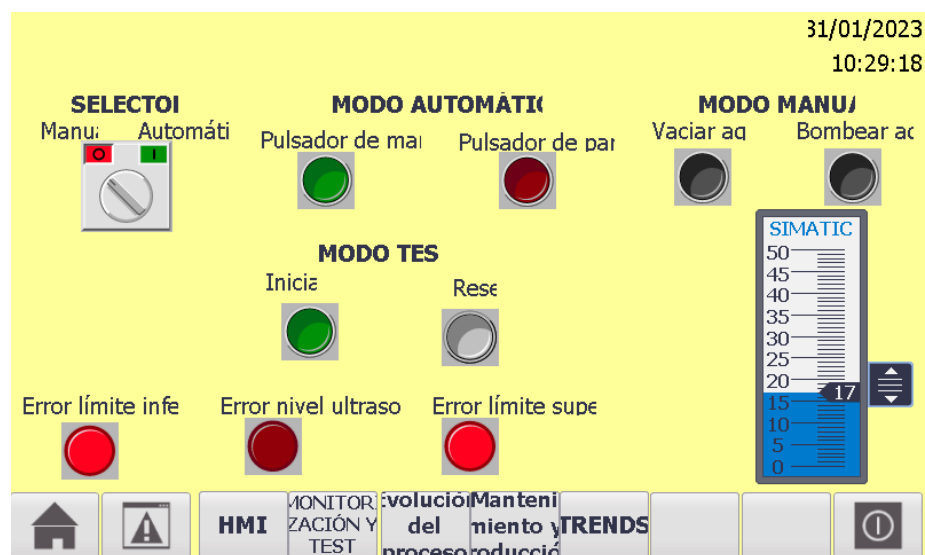 31/01/2023
10:29:18
SELECTOI
MODO AUTOMÁTI(
MODO MANUA
Manu
Automáti
Pulsador de mai
Pulsador de par
Vaciar ag
Bombear ac
O
I
SIMATIC
50
45
40
35
30
25
20
17
15
10
5
0
MODO TES
Inicia
Rese
Error límite infe
Error nivel ultraso
Error límite supe
HMI
MONITOR
ZACIÓN Y
TEST
Evolución
del
proceso
Manteni
miento y
roducció
TRENDS